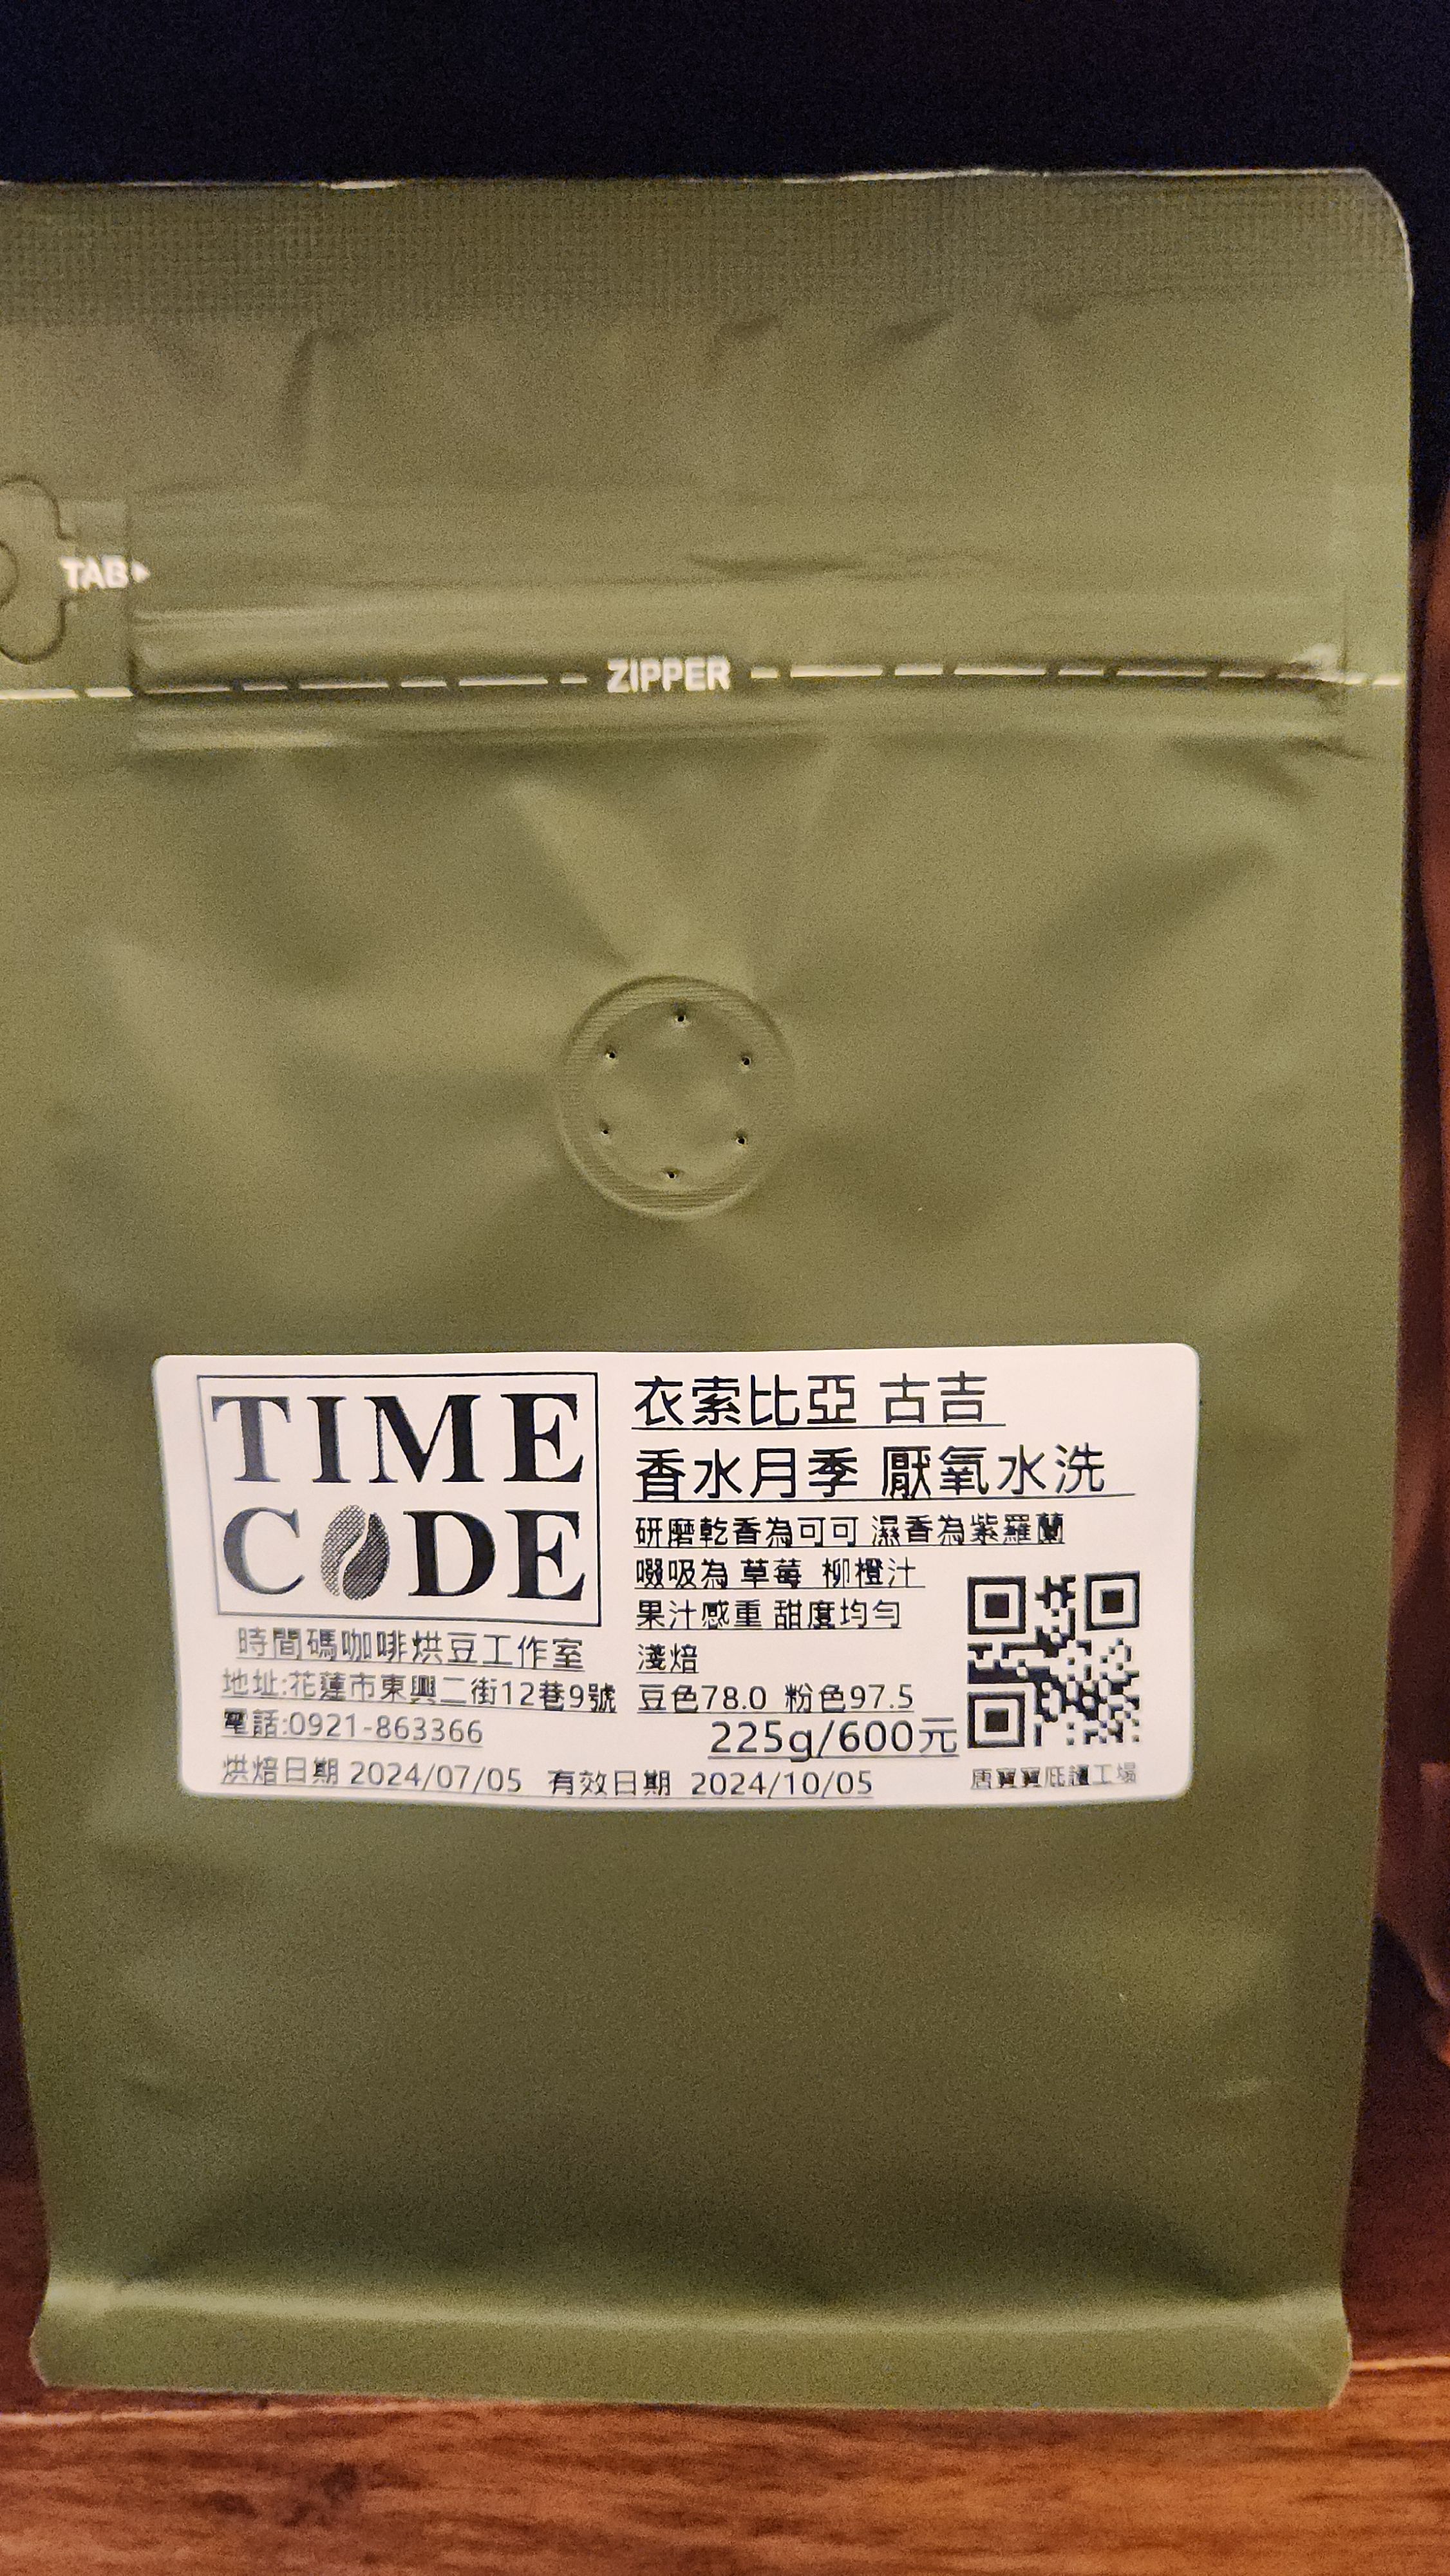 TAB
ZIPPER
TIME
CODE
時間碼咖啡烘豆工作室
地址:花蓮市東興二街12巷9號
電話:0921-863366
衣索比亞 古吉
香水月季 厭氧水洗
研磨乾香為可可 濕香為紫羅蘭
啜吸為 草莓 柳橙汁
果汁感重 甜度均勻
淺焙
豆色78.0 粉色97.5
225g/600元
烘焙日期 2024/07/05 有效日期 2024/10/05